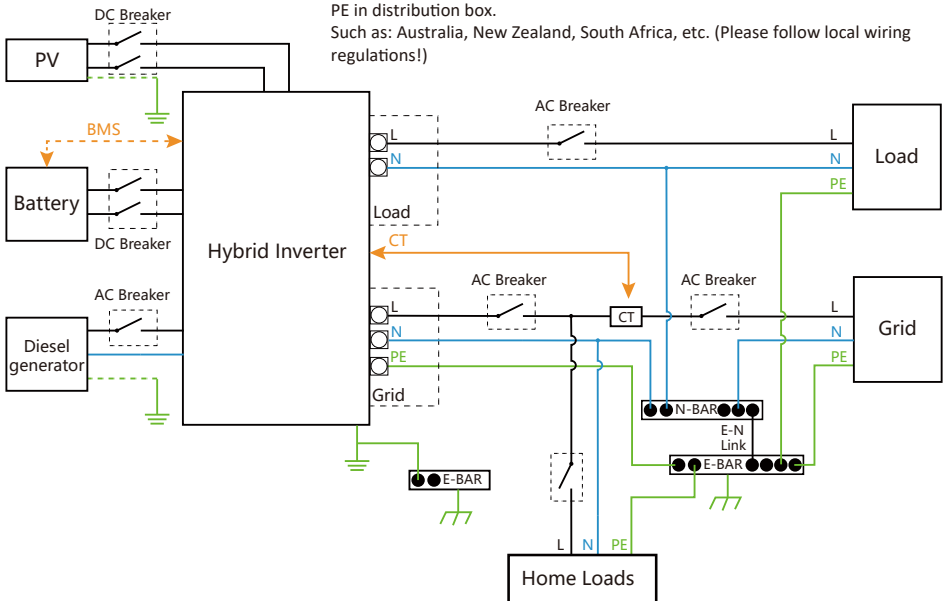 PE in distribution box.
Such as: Australia, New Zealand, South Africa, etc. (Please follow local wiring
regulations!)
DC Breaker
PV
BMS
Battery
DC Breaker
AC Breaker
Diesel
generator
Hybrid Inverter
L
N
Load
CT
L
N
PE
Grid
AC Breaker
L
N
PE
Load
AC Breaker
CT
AC Breaker
L
N
PE
Grid
N-BAR
E-N
Link
E-BAR
E-BAR
L
N
PE
Home Loads